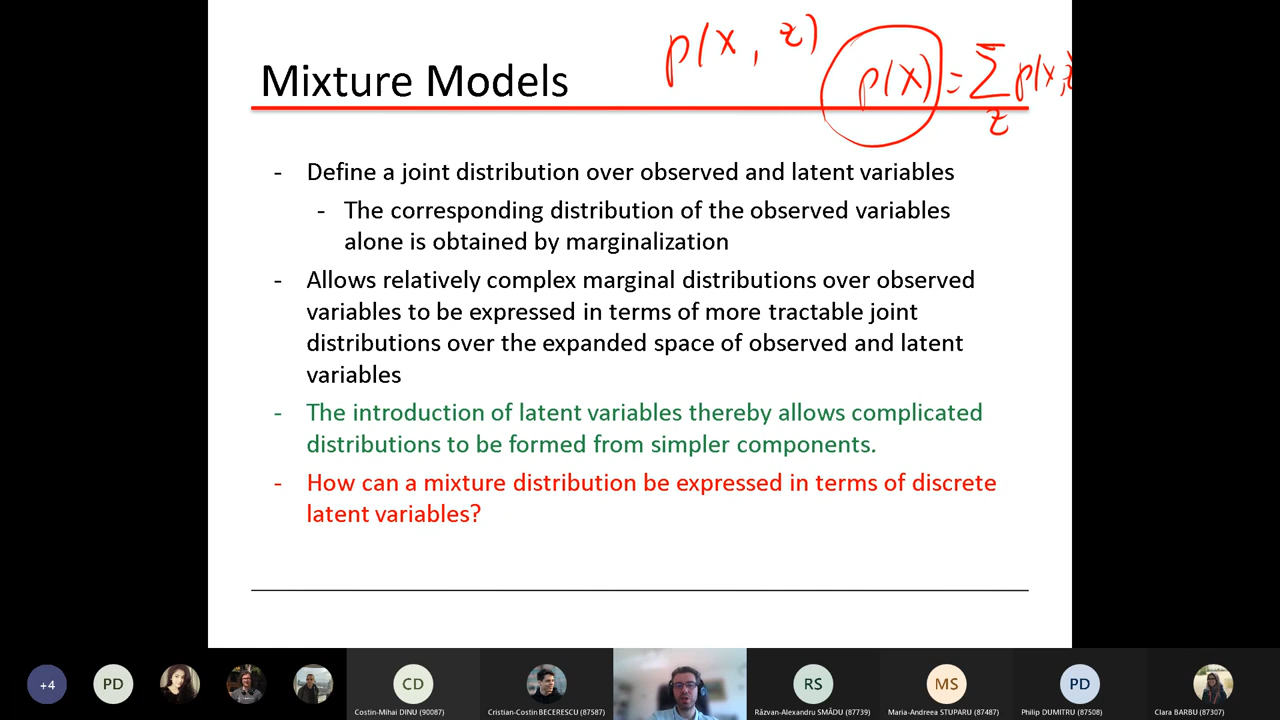 p(x, z)
p(x) = Σ p(x, z
z
Mixture Models
- Define a joint distribution over observed and latent variables
- The corresponding distribution of the observed variables
alone is obtained by marginalization
- Allows relatively complex marginal distributions over observed
variables to be expressed in terms of more tractable joint
distributions over the expanded space of observed and latent
variables
- The introduction of latent variables thereby allows complicated
distributions to be formed from simpler components.
- How can a mixture distribution be expressed in terms of discrete
latent variables?
+4
PD
CD
RS
MS
PD
Costin-Mihai DINU (90087)
Cristian-Costin BECERESCU (87587)
Răzvan-Alexandru SMĂDU (87739)
Maria-Andreea STUPARU (87487)
Philip DUMITRU (87508)
Clara BARBU (87307)